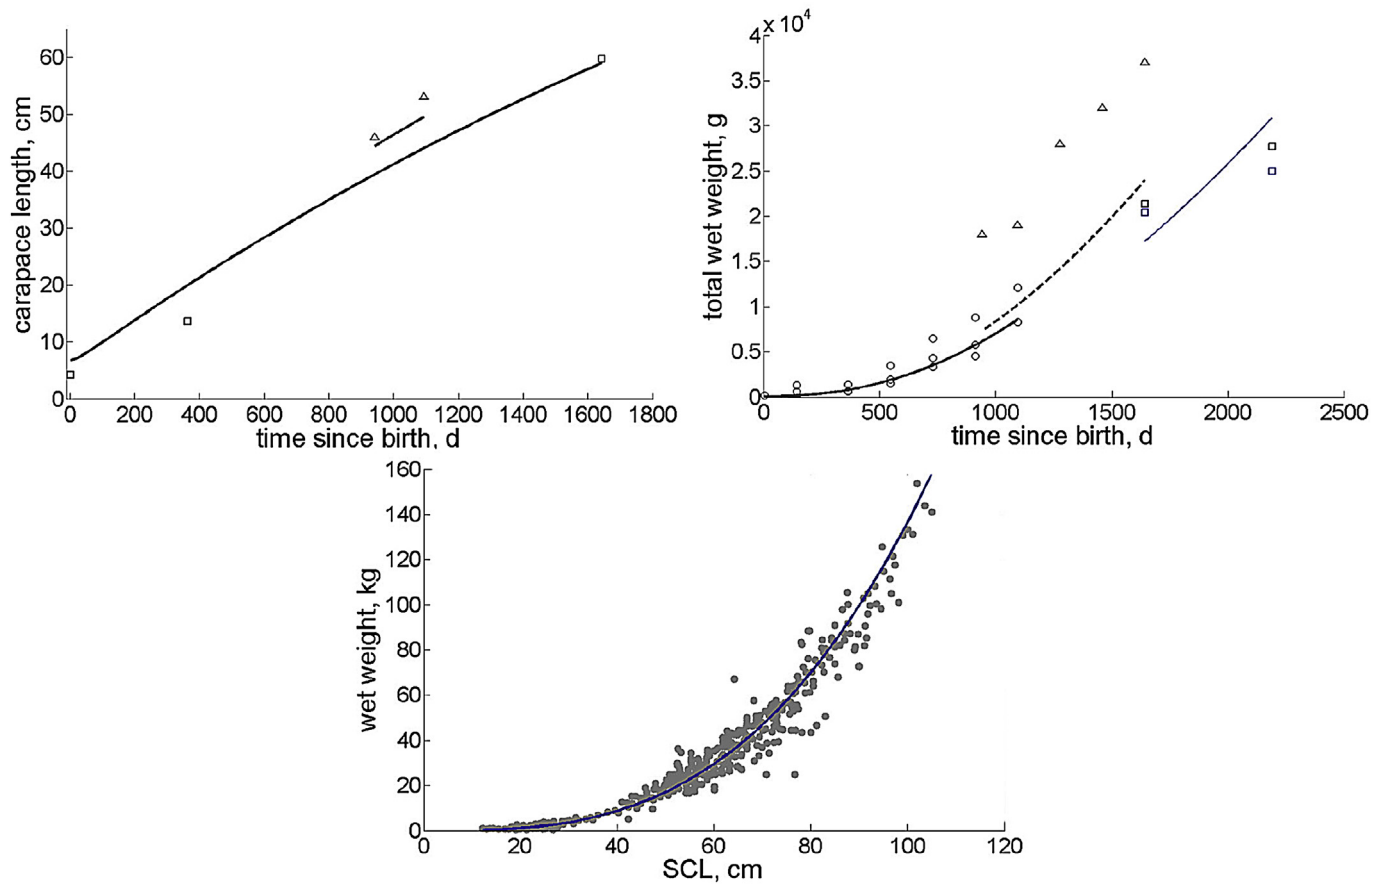 60
50
40
30
20
10
0
carapace length, cm
0 200 400 600 800 1000 1200 1400 1600 1800
time since birth, d
x 10^4
4
3.5
3
2.5
2
1.5
1
0.5
0
total wet weight, g
0 500 1000 1500 2000 2500
time since birth, d
160
140
120
100
80
60
40
20
0
wet weight, kg
0 20 40 60 80 100 120
SCL, cm